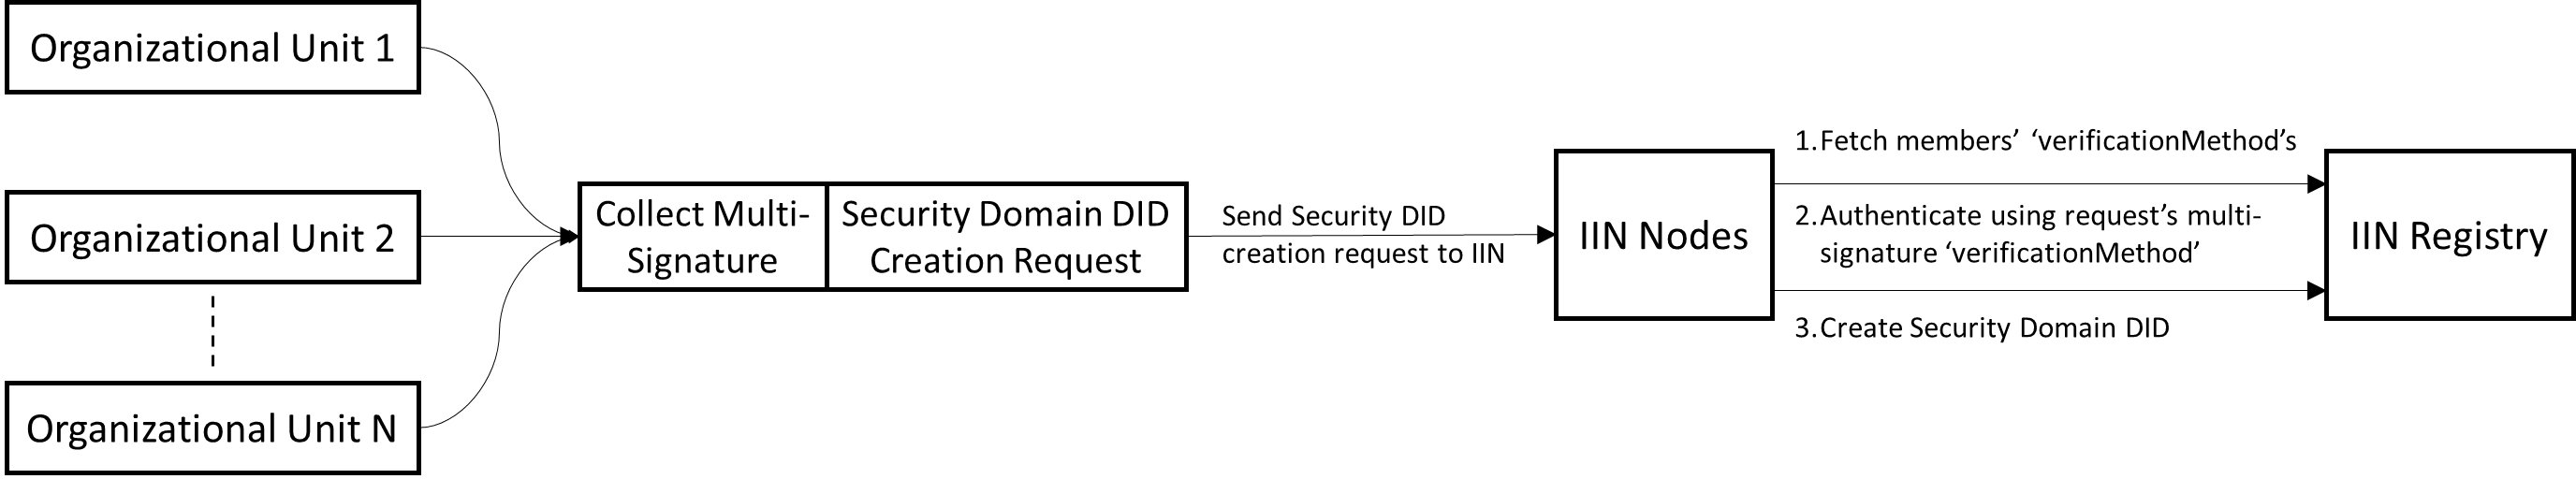 Organizational Unit 1
Organizational Unit 2
Organizational Unit N
Collect Multi-
Signature
Security Domain DID
Creation Request
Send Security DID
creation request to IIN
IIN Nodes
1. Fetch members’ ‘verificationMethod’s
2. Authenticate using request’s multi-
signature ‘verificationMethod’
3. Create Security Domain DID
IIN Registry